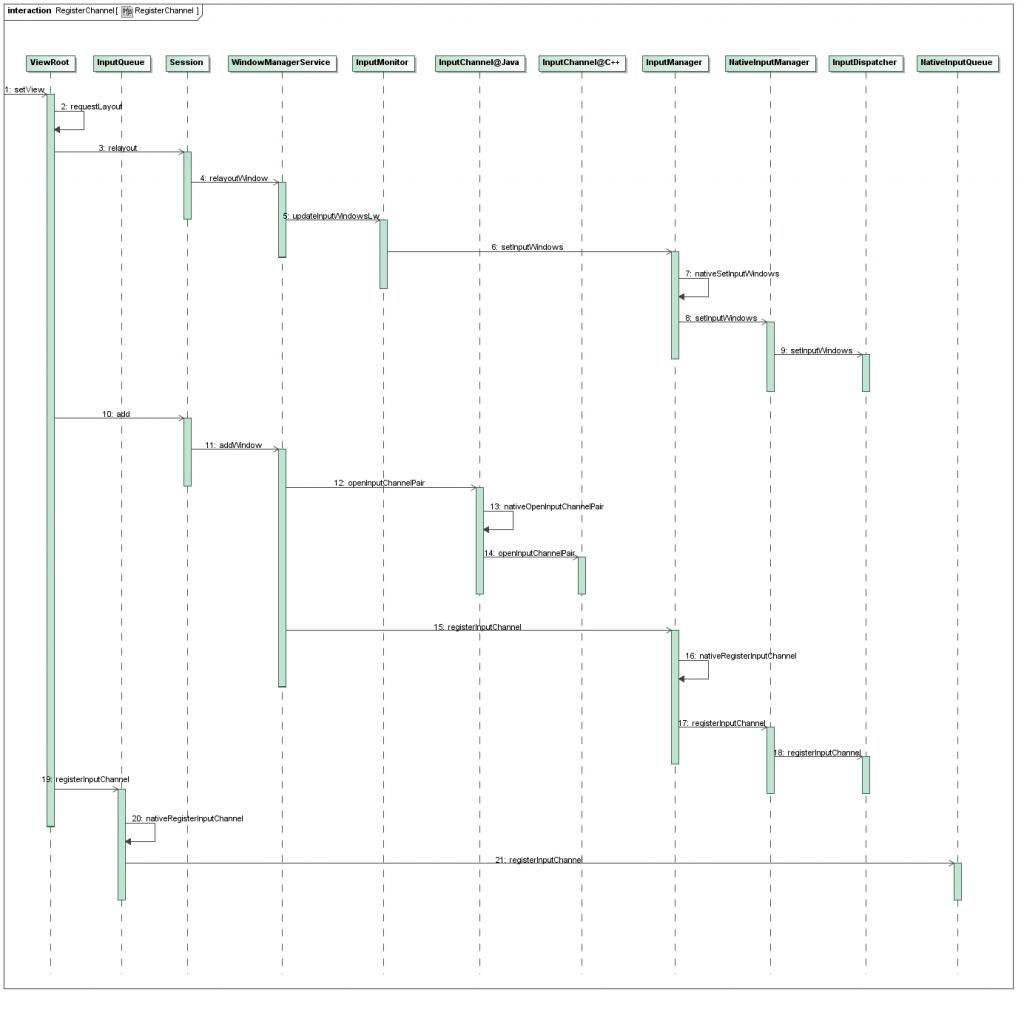 interaction RegisterChannel[ RegisterChannel ]
ViewRoot InputQueue Session WindowManagerService InputMonitor InputChannel@Java InputChannel@C++ InputManager NativeInputManager InputDispatcher NativeInputQueue
1: setView
2: requestLayout
3: relayout
4: relayoutWindow
5: updateInputWindowsLw
6: setInputWindows
7: nativeSetInputWindows
8: setInputWindows
9: setInputWindows
10: add
11: addWindow
12: openInputChannelPair
13: nativeOpenInputChannelPair
14: openInputChannelPair
15: registerInputChannel
16: nativeRegisterInputChannel
17: registerInputChannel
18: registerInputChannel
19: registerInputChannel
20: nativeRegisterInputChannel
21: registerInputChannel